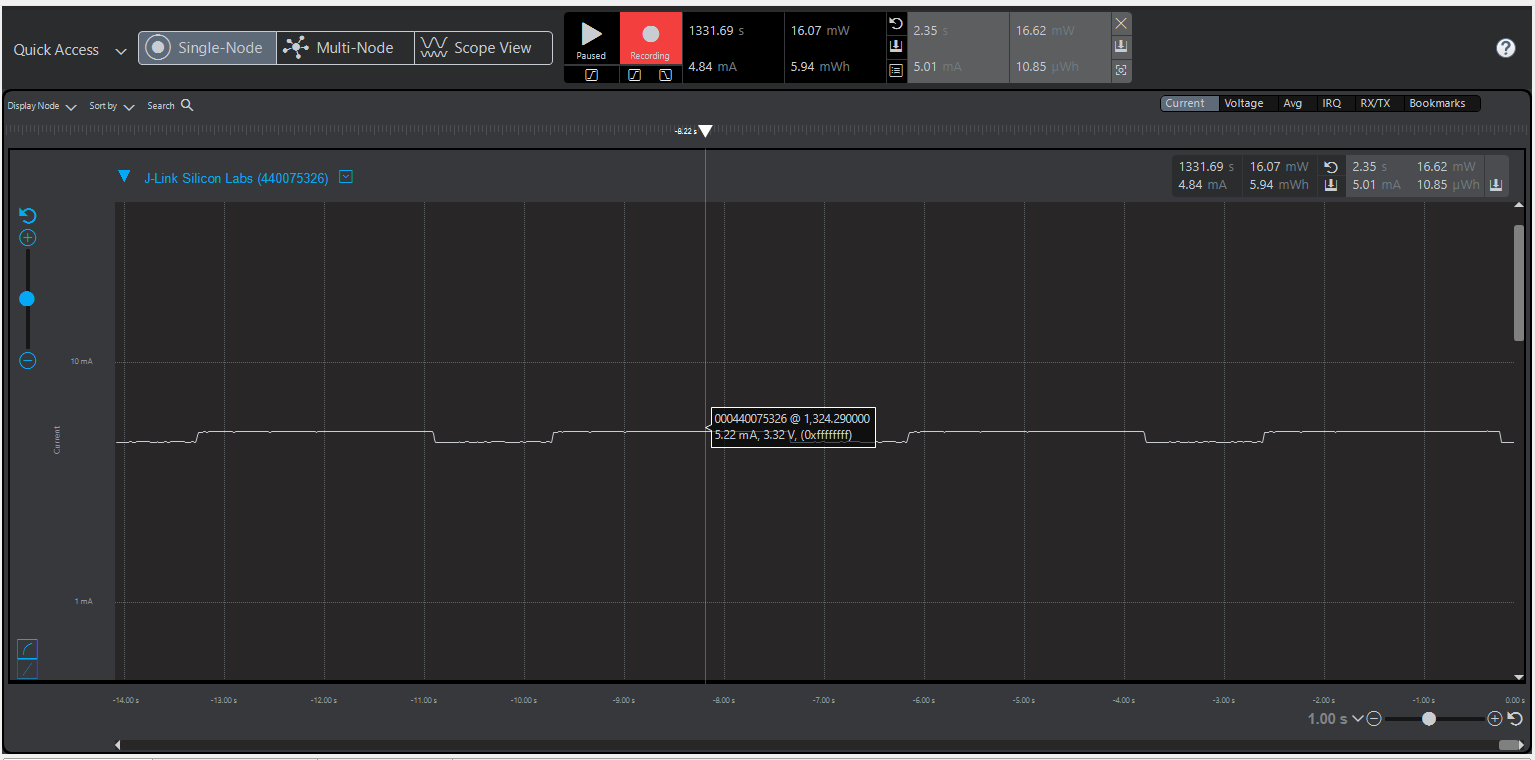 Quick Access
Single-Node
Multi-Node
Scope View
Paused
Recording
1331.69 s
16.07 mW
4.84 mA
5.94 mWh
2.35 s
16.62 mW
5.01 mA
10.85 µWh
?
Display Node
Sort by
Search
Current
Voltage
Avg
IRQ
RX/TX
Bookmarks
-8.22 s
J-Link Silicon Labs (440075326)
1331.69 s
16.07 mW
4.84 mA
5.94 mWh
2.35 s
16.62 mW
5.01 mA
10.85 µWh
10 mA
Current
000440075326 @ 1,324.290000
5.22 mA, 3.32 V, (0xffffffff)
1 mA
-14.00 s
-13.00 s
-12.00 s
-11.00 s
-10.00 s
-9.00 s
-8.00 s
-7.00 s
-6.00 s
-5.00 s
-4.00 s
-3.00 s
-2.00 s
-1.00 s
0.00 s
1.00 s